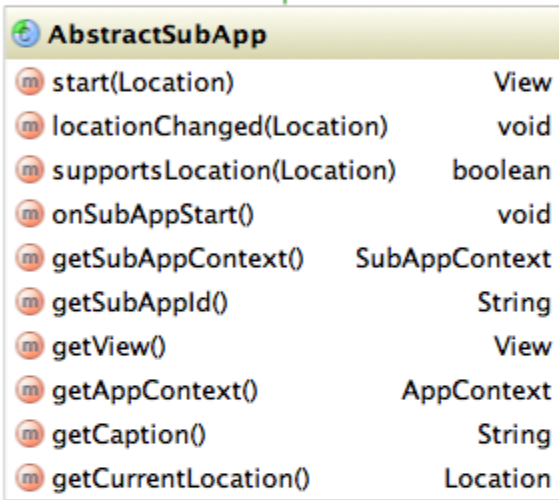 AbstractSubApp
start(Location) View
locationChanged(Location) void
supportsLocation(Location) boolean
onSubAppStart() void
getSubAppContext() SubAppContext
getSubAppId() String
getView() View
getAppContext() AppContext
getCaption() String
getCurrentLocation() Location